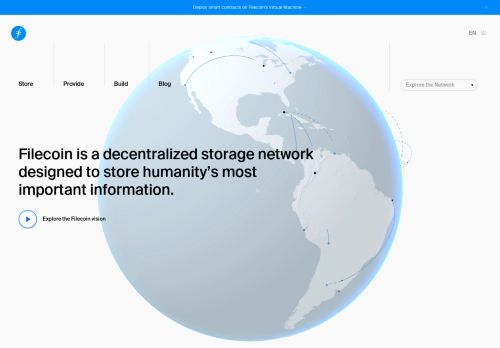 Deploy smart contracts on Filecoin's Virtual Machine →
EN
Store
Provide
Build
Blog
Explore the Network
Filecoin is a decentralized storage network
designed to store humanity's most
important information.
Explore the Filecoin vision